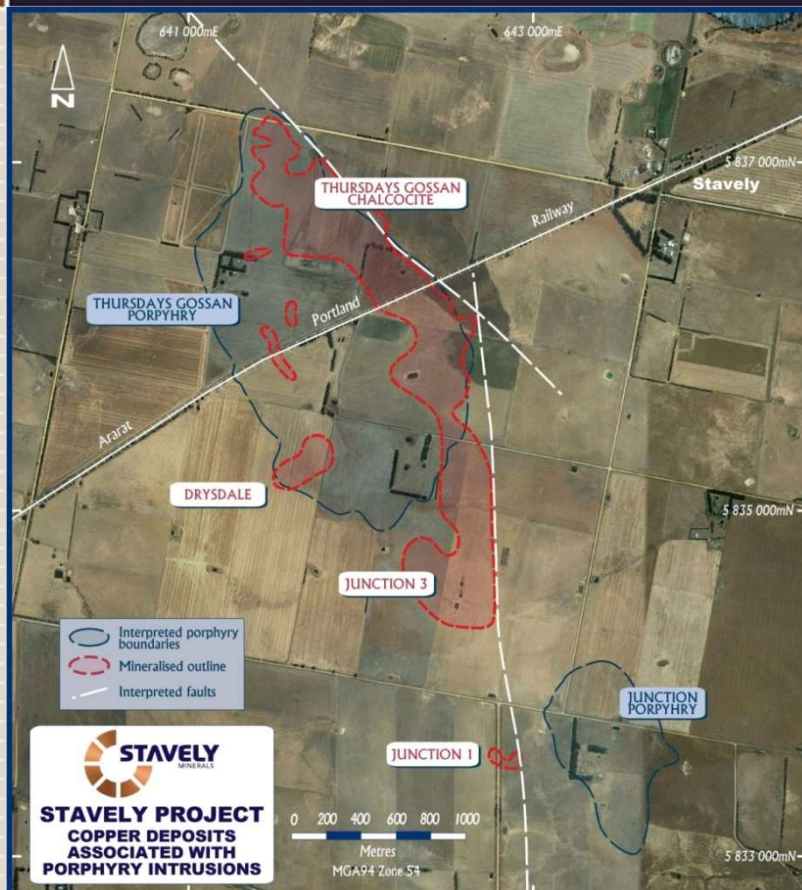 641 000mE
643 000mE
N
5 837 000mN
Stavely
THURSDAYS GOSSAN
CHALCOCITE
Railway
THURSDAYS GOSSAN
PORPYHRY
Portland
Ararat
DRYSDALE
5 835 000mN
JUNCTION 3
Interpreted porphyry
boundaries
Mineralised outline
Interpreted faults
JUNCTION
PORPYHRY
JUNCTION 1
STAVELY
MINERALS
STAVELY PROJECT
COPPER DEPOSITS
ASSOCIATED WITH
PORPHYRY INTRUSIONS
0 200 400 600 800 1000
Metres
MGA94 Zone 54
5 833 000mN